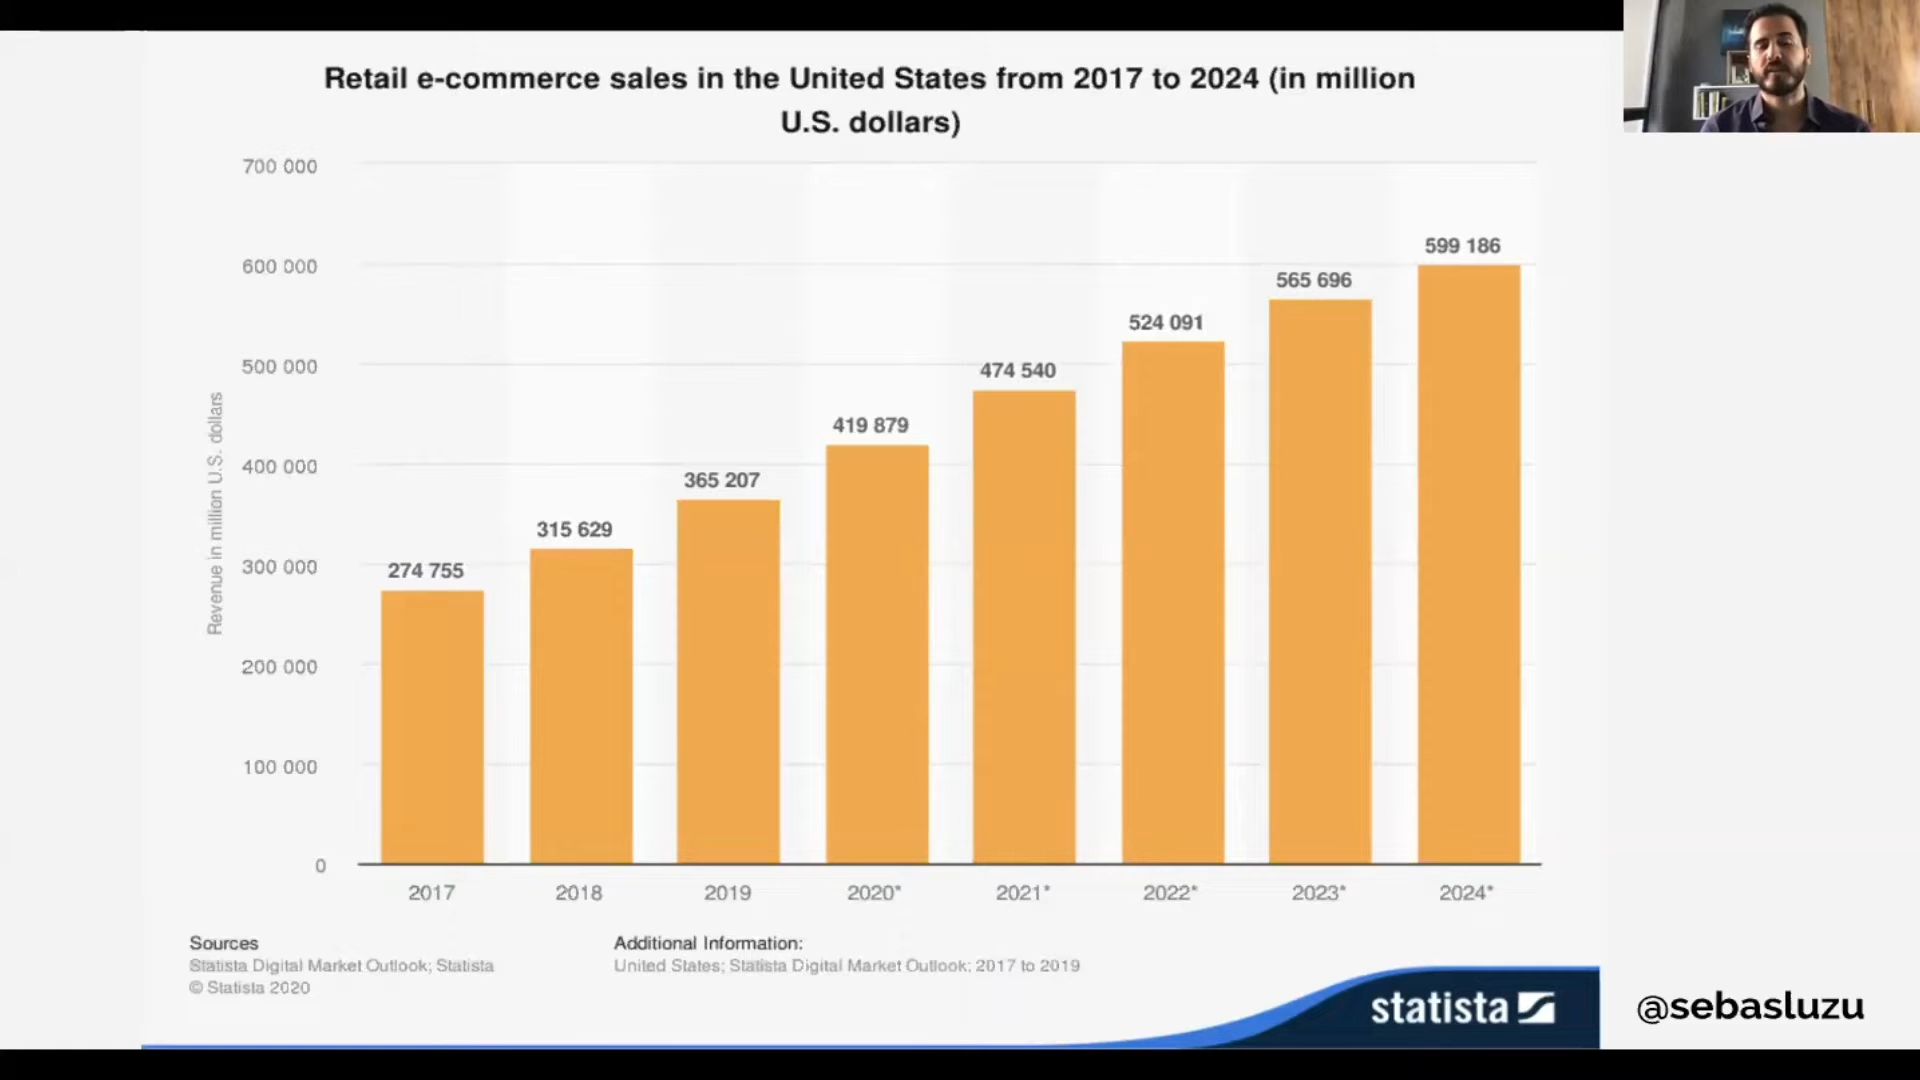 Retail e-commerce sales in the United States from 2017 to 2024 (in million
U.S. dollars)
Revenue in million U.S. dollars
700 000
600 000
500 000
400 000
300 000
200 000
100 000
0
274 755
315 629
365 207
419 879
474 540
524 091
565 696
599 186
2017
2018
2019
2020*
2021*
2022*
2023*
2024*
Sources
Statista Digital Market Outlook; Statista
© Statista 2020
Additional Information:
United States; Statista Digital Market Outlook; 2017 to 2019
statista
@sebasluzu